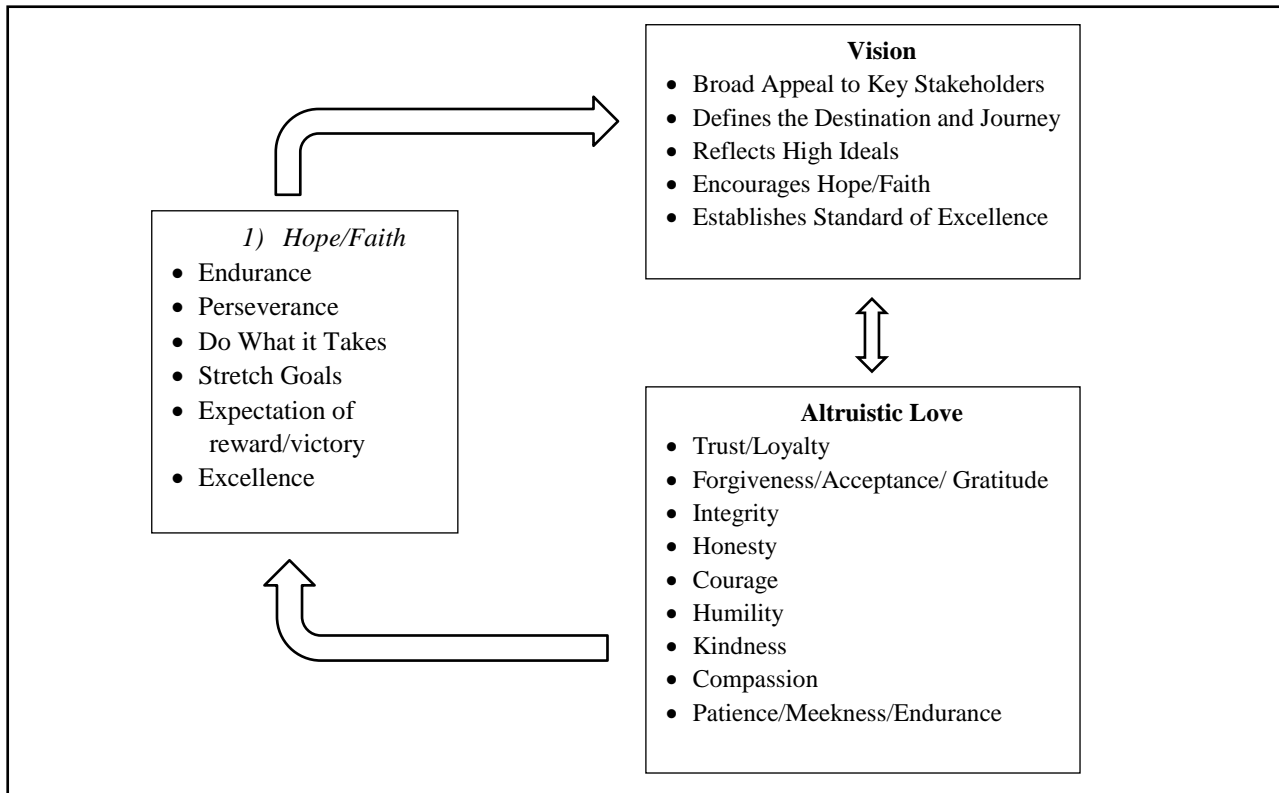 Vision
• Broad Appeal to Key Stakeholders
• Defines the Destination and Journey
• Reflects High Ideals
• Encourages Hope/Faith
• Establishes Standard of Excellence
1) Hope/Faith
• Endurance
• Perseverance
• Do What it Takes
• Stretch Goals
• Expectation of
reward/victory
• Excellence
Altruistic Love
• Trust/Loyalty
• Forgiveness/Acceptance/ Gratitude
• Integrity
• Honesty
• Courage
• Humility
• Kindness
• Compassion
• Patience/Meekness/Endurance